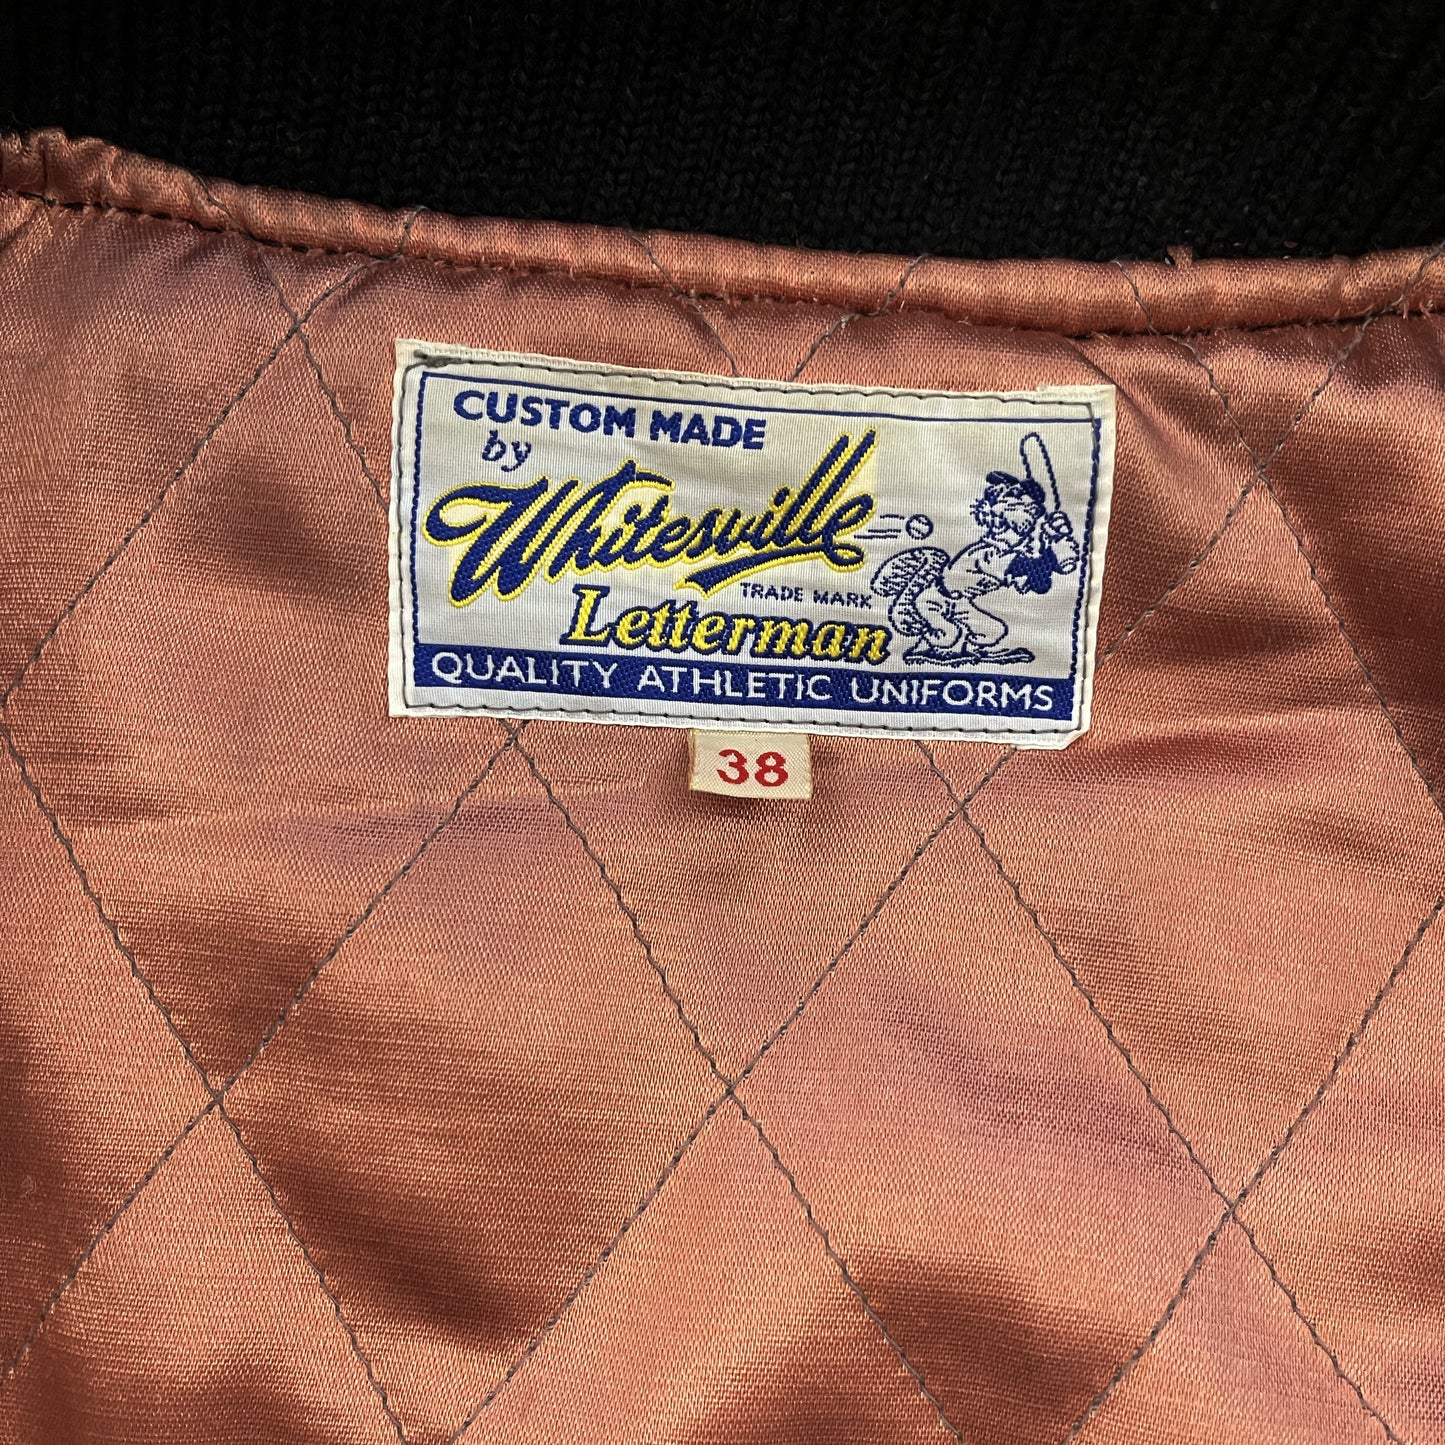 CUSTOM MADE
by
Whitesville
TRADE MARK
Letterman
QUALITY ATHLETIC UNIFORMS
38